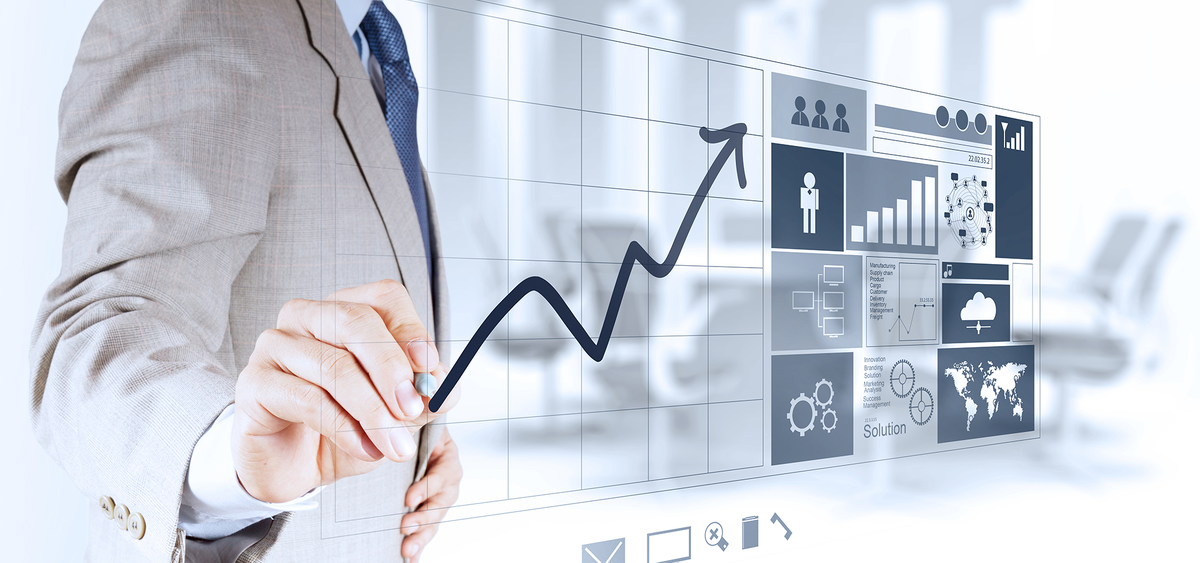 22.02.35.2
Manufacturing
Supply chain
Product
Cargo
Customer
Delivery
Inventory
Management
Freight
Innovation
Branding
Solution
Marketing
Analysis
Success
Management
Solution